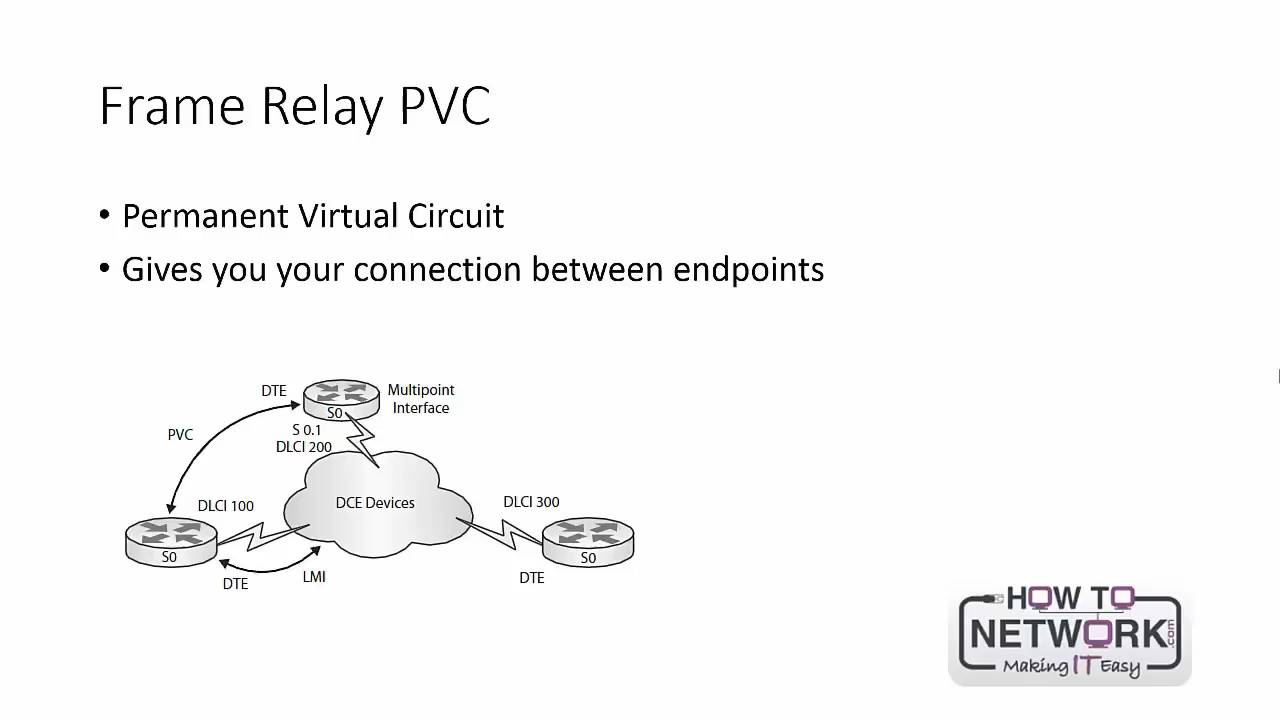 Frame Relay PVC
• Permanent Virtual Circuit
• Gives you your connection between endpoints
DTE
Multipoint
Interface
S0
PVC
S 0.1
DLCI 200
DLCI 100
DCE Devices
DLCI 300
S0
S0
DTE
LMI
DTE
HOW TO
NETWORK.com
Making IT Easy